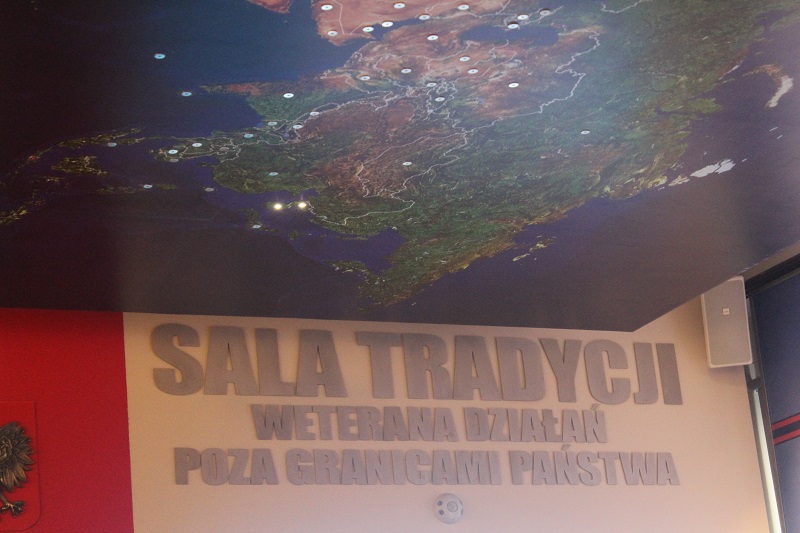 SALA TRADYCJI
WETERANA DZIAŁAŃ
POZA GRANICAMI PAŃSTWA